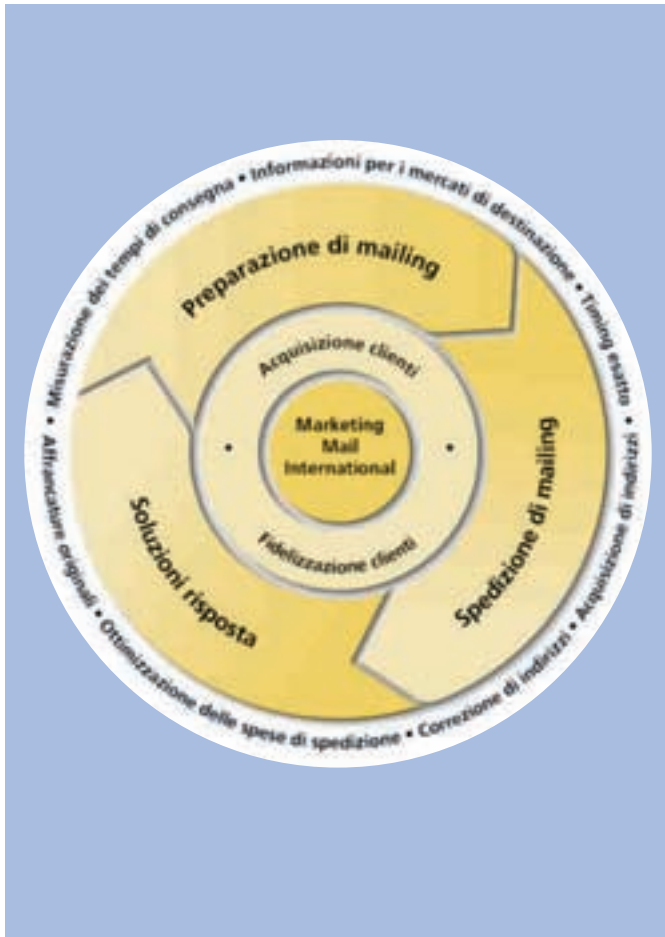 Misurazione dei tempi di consegna • Informazioni per i mercati di destinazione • Timing esatto • Acquisizione di indirizzi • Correzione di indirizzi • Ottimizzazione delle spese di spedizione • Affrancature originali •
Preparazione di mailing
Spedizione di mailing
Soluzioni risposta
Acquisizione clienti •
Fidelizzazione clienti •
Marketing
Mail
International